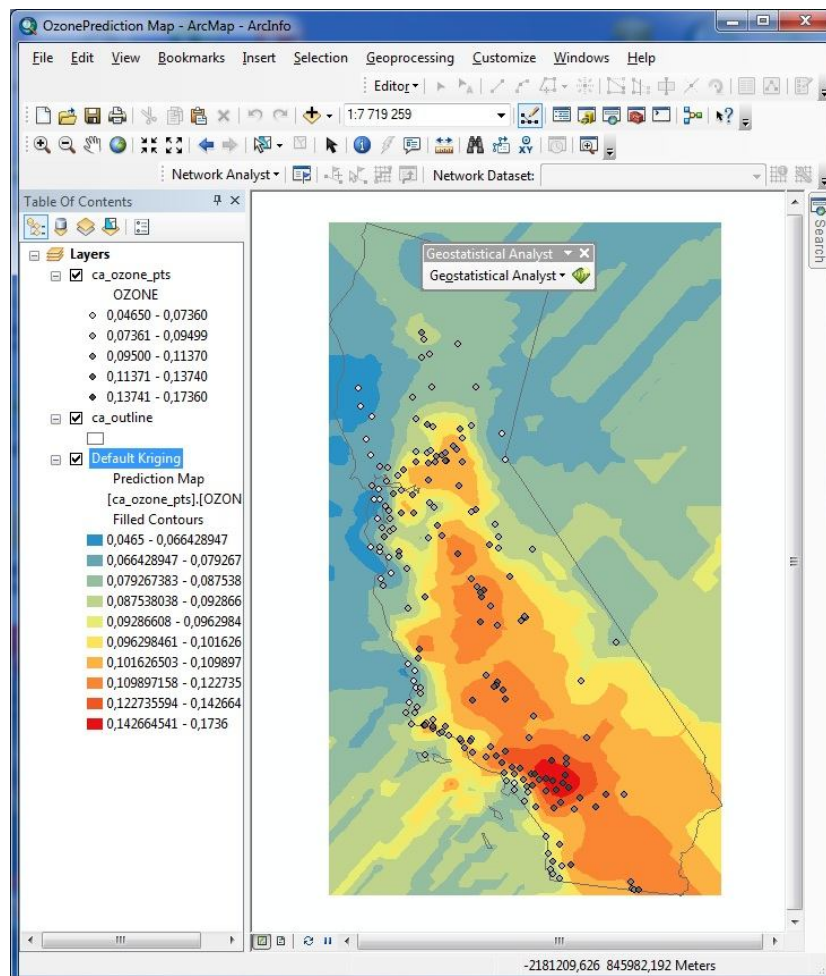 OzonePrediction Map - ArcMap - ArcInfo
File Edit View Bookmarks Insert Selection Geoprocessing Customize Windows Help
Editor
1:7 719 259
Network Analyst Network Dataset:
Table Of Contents
Search
Layers
ca_ozone_pts
OZONE
0,04650 - 0,07360
0,07361 - 0,09499
0,09500 - 0,11370
0,11371 - 0,13740
0,13741 - 0,17360
ca_outline
Default Kriging
Prediction Map
[ca_ozone_pts].[OZON
Filled Contours
0,0465 - 0,066428947
0,066428947 - 0,079267
0,079267383 - 0,087538
0,087538038 - 0,092866
0,09286608 - 0,0962984
0,096298461 - 0,101626
0,101626503 - 0,109897
0,109897158 - 0,122735
0,122735594 - 0,142664
0,142664541 - 0,1736
Geostatistical Analyst
Geostatistical Analyst
-2181209,626 845982,192 Meters